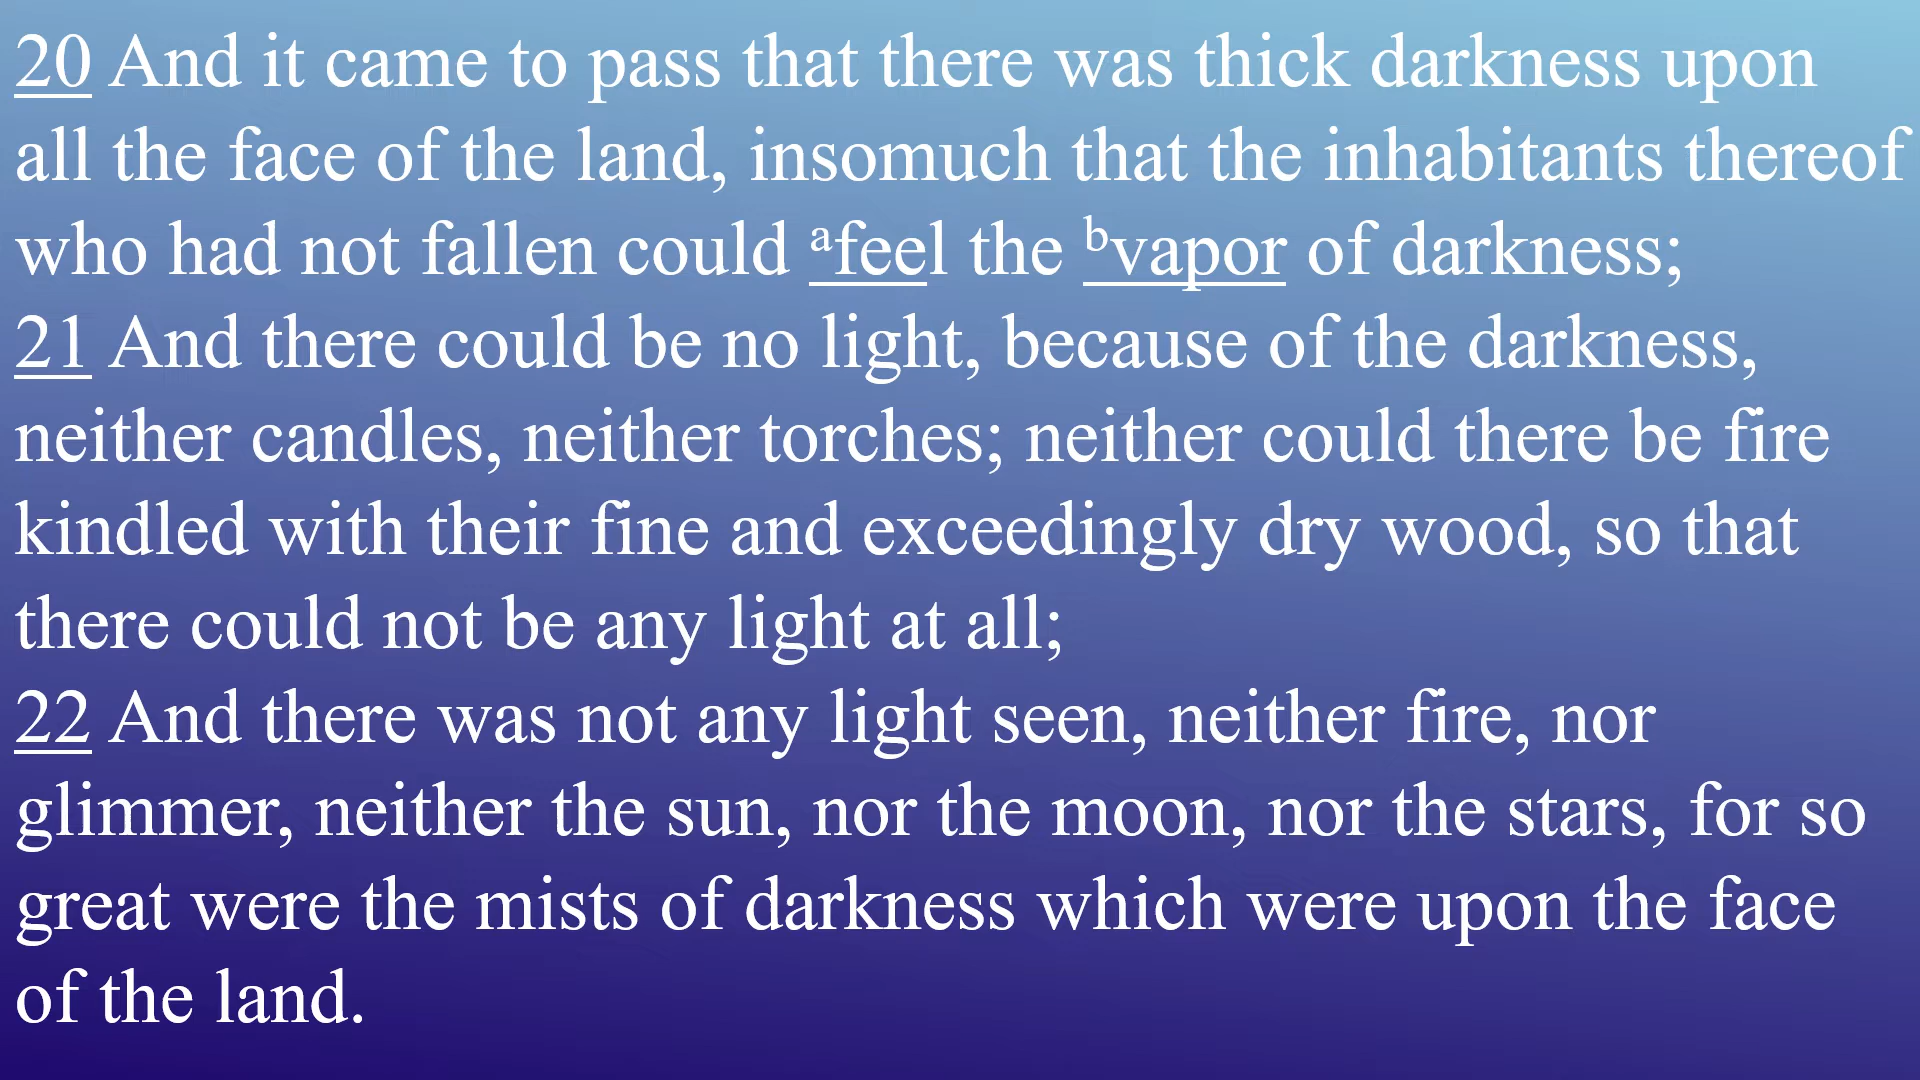 20 And it came to pass that there was thick darkness upon
all the face of the land, insomuch that the inhabitants thereof
who had not fallen could afeel the bvapor of darkness;
21 And there could be no light, because of the darkness,
neither candles, neither torches; neither could there be fire
kindled with their fine and exceedingly dry wood, so that
there could not be any light at all;
22 And there was not any light seen, neither fire, nor
glimmer, neither the sun, nor the moon, nor the stars, for so
great were the mists of darkness which were upon the face
of the land.